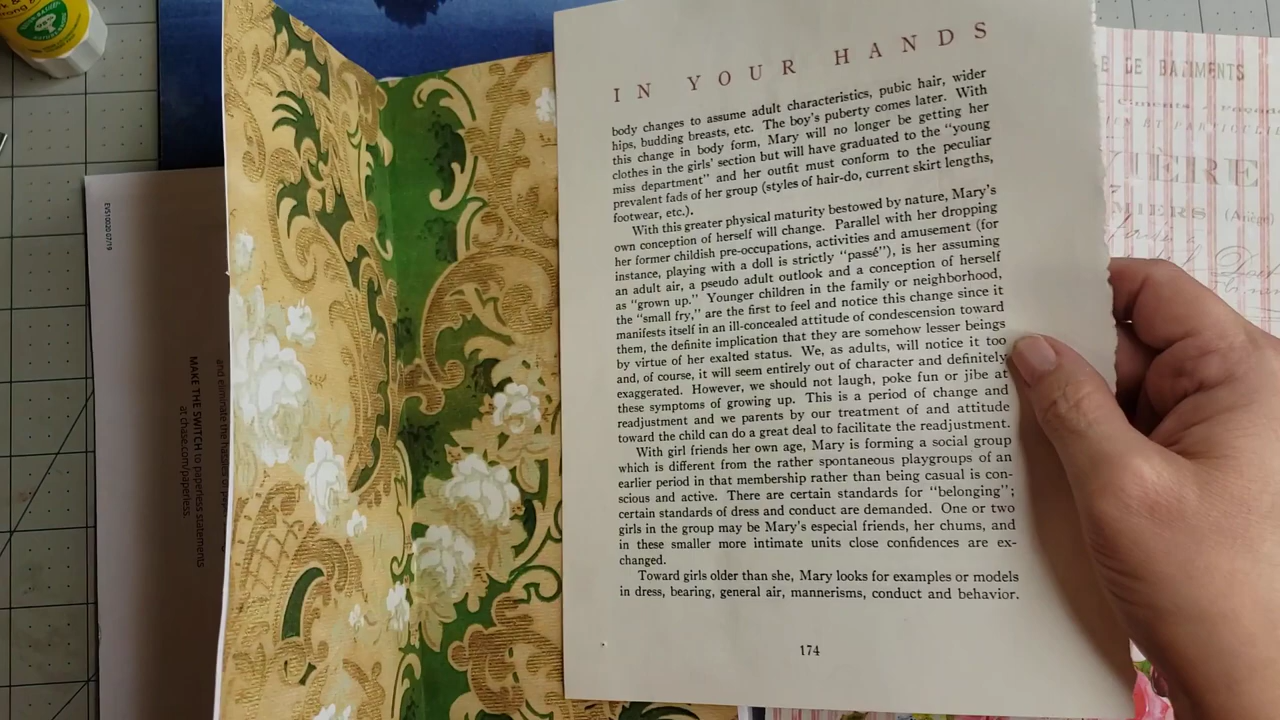 IN YOUR HANDS
body changes to assume adult characteristics, pubic hair, wider
hips, budding breasts, etc. The boy's puberty comes later. With
this change in body form, Mary will no longer be getting her
clothes in the girls' section but will have graduated to the "young
miss department" and her outfit must conform to the peculiar
prevalent fads of her group (styles of hair-do, current skirt lengths,
footwear, etc.).
With this greater physical maturity bestowed by nature, Mary's
own conception of herself will change. Parallel with her dropping
her former childish pre-occupations, activities and amusement (for
instance, playing with a doll is strictly "passé"), is her assuming
an adult air, a pseudo adult outlook and a conception of herself
as "grown up." Younger children in the family or neighborhood,
the "small fry," are the first to feel and notice this change since it
manifests itself in an ill-concealed attitude of condescension toward
them, the definite implication that they are somehow lesser beings
by virtue of her exalted status. We, as adults, will notice it too
and, of course, it will seem entirely out of character and definitely
exaggerated. However, we should not laugh, poke fun or jibe at
these symptoms of growing up. This is a period of change and
readjustment and we parents by our treatment of and attitude
toward the child can do a great deal to facilitate the readjustment.
With girl friends her own age, Mary is forming a social group
which is different from the rather spontaneous playgroups of an
earlier period in that membership rather than being casual is con-
scious and active. There are certain standards for "belonging";
certain standards of dress and conduct are demanded. One or two
girls in the group may be Mary's especial friends, her chums, and
in these smaller more intimate units close confidences are ex-
changed.
Toward girls older than she, Mary looks for examples or models
in dress, bearing, general air, mannerisms, conduct and behavior.
174
EVS10020 07/19
MAKE THE SWITCH to paperless statements
at chase.com/paperless.
DE BATIMENTS